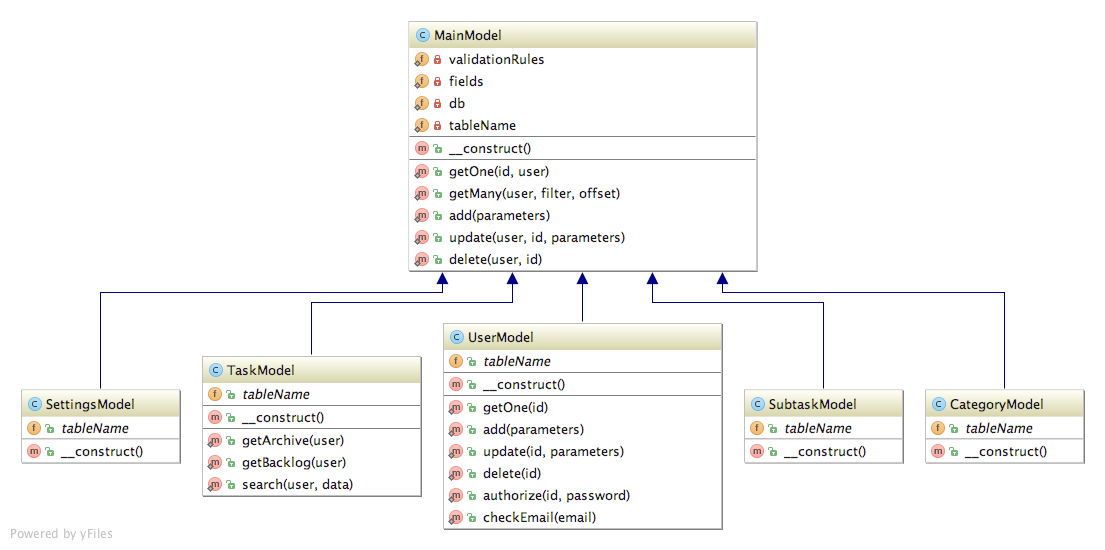 MainModel
validationRules
fields
db
tableName
__construct()
getOne(id, user)
getMany(user, filter, offset)
add(parameters)
update(user, id, parameters)
delete(user, id)
SettingsModel
tableName
__construct()
TaskModel
tableName
__construct()
getArchive(user)
getBacklog(user)
search(user, data)
UserModel
tableName
__construct()
getOne(id)
add(parameters)
update(id, parameters)
delete(id)
authorize(id, password)
checkEmail(email)
SubtaskModel
tableName
__construct()
CategoryModel
tableName
__construct()
Powered by yFiles